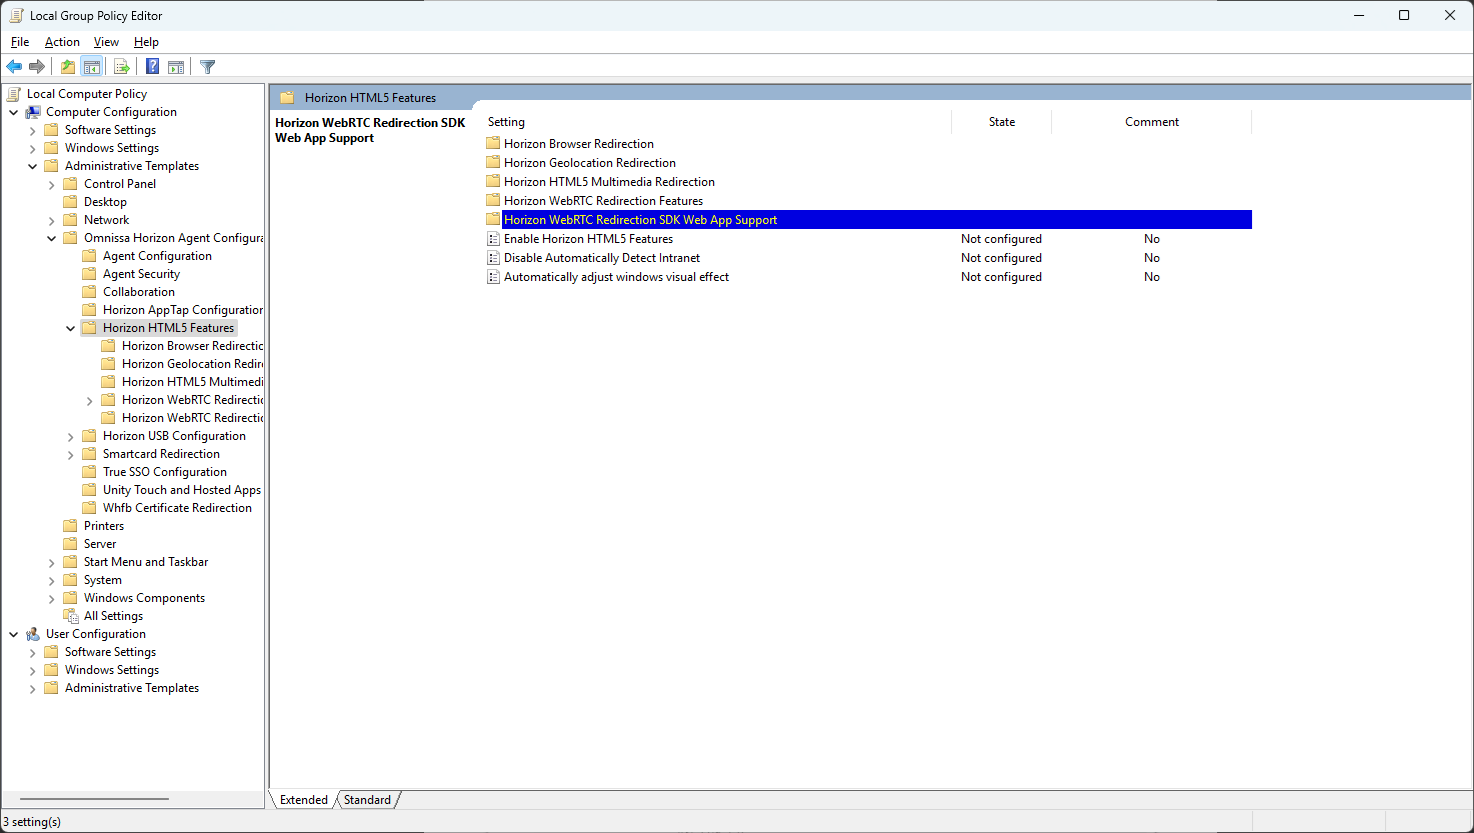 Local Group Policy Editor
File Action View Help
Local Computer Policy
Computer Configuration
Software Settings
Windows Settings
Administrative Templates
Control Panel
Desktop
Network
Omnissa Horizon Agent Configura
Agent Configuration
Agent Security
Collaboration
Horizon AppTap Configuration
Horizon HTML5 Features
Horizon Browser Redirectic
Horizon Geolocation Redir
Horizon HTML5 Multimedi
Horizon WebRTC Redirectic
Horizon WebRTC Redirectic
Horizon USB Configuration
Smartcard Redirection
True SSO Configuration
Unity Touch and Hosted Apps
Whfb Certificate Redirection
Printers
Server
Start Menu and Taskbar
System
Windows Components
All Settings
User Configuration
Software Settings
Windows Settings
Administrative Templates
Horizon HTML5 Features
Horizon WebRTC Redirection SDK
Web App Support
Setting State Comment
Horizon Browser Redirection
Horizon Geolocation Redirection
Horizon HTML5 Multimedia Redirection
Horizon WebRTC Redirection Features
Horizon WebRTC Redirection SDK Web App Support
Enable Horizon HTML5 Features Not configured No
Disable Automatically Detect Intranet Not configured No
Automatically adjust windows visual effect Not configured No
Extended Standard
3 setting(s)